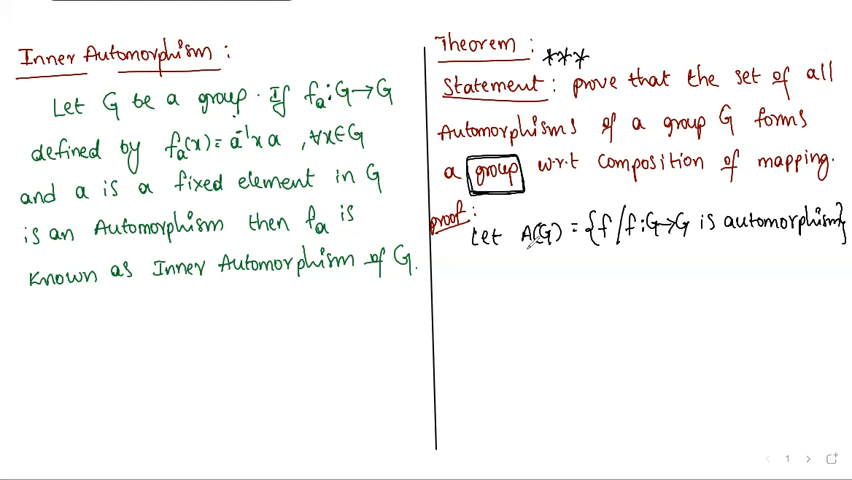 Inner Automorphism :
Let G be a group. If fₐ : G→G
defined by fₐ(x) = a⁻¹x a , ∀x∈G
and a is a fixed element in G
is an Automorphism then fₐ is
known as Inner Automorphism of G.
Theorem : ***
Statement : prove that the set of all
Automorphisms of a group G forms
a group w.r.t composition of mapping.
proof :
Let A(G) = {f / f : G→G is automorphism}
1